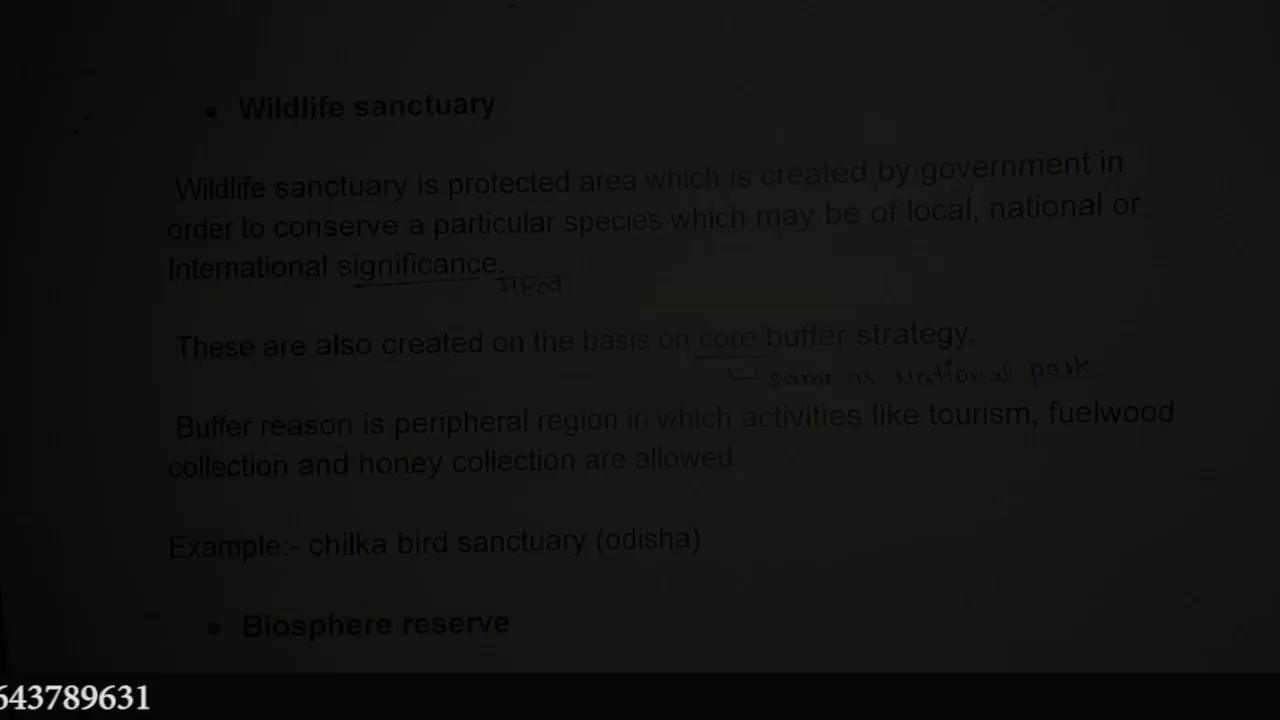 • Wildlife sanctuary
Wildlife sanctuary is protected area which is created by government in
order to conserve a particular species which may be of local, national or
International significance.
महत्व
These are also created on the basis on core buffer strategy.
same as National park
Buffer reason is peripheral region in which activities like tourism, fuelwood
collection and honey collection are allowed.
Example:- chilka bird sanctuary (odisha)
• Biosphere reserve
643789631